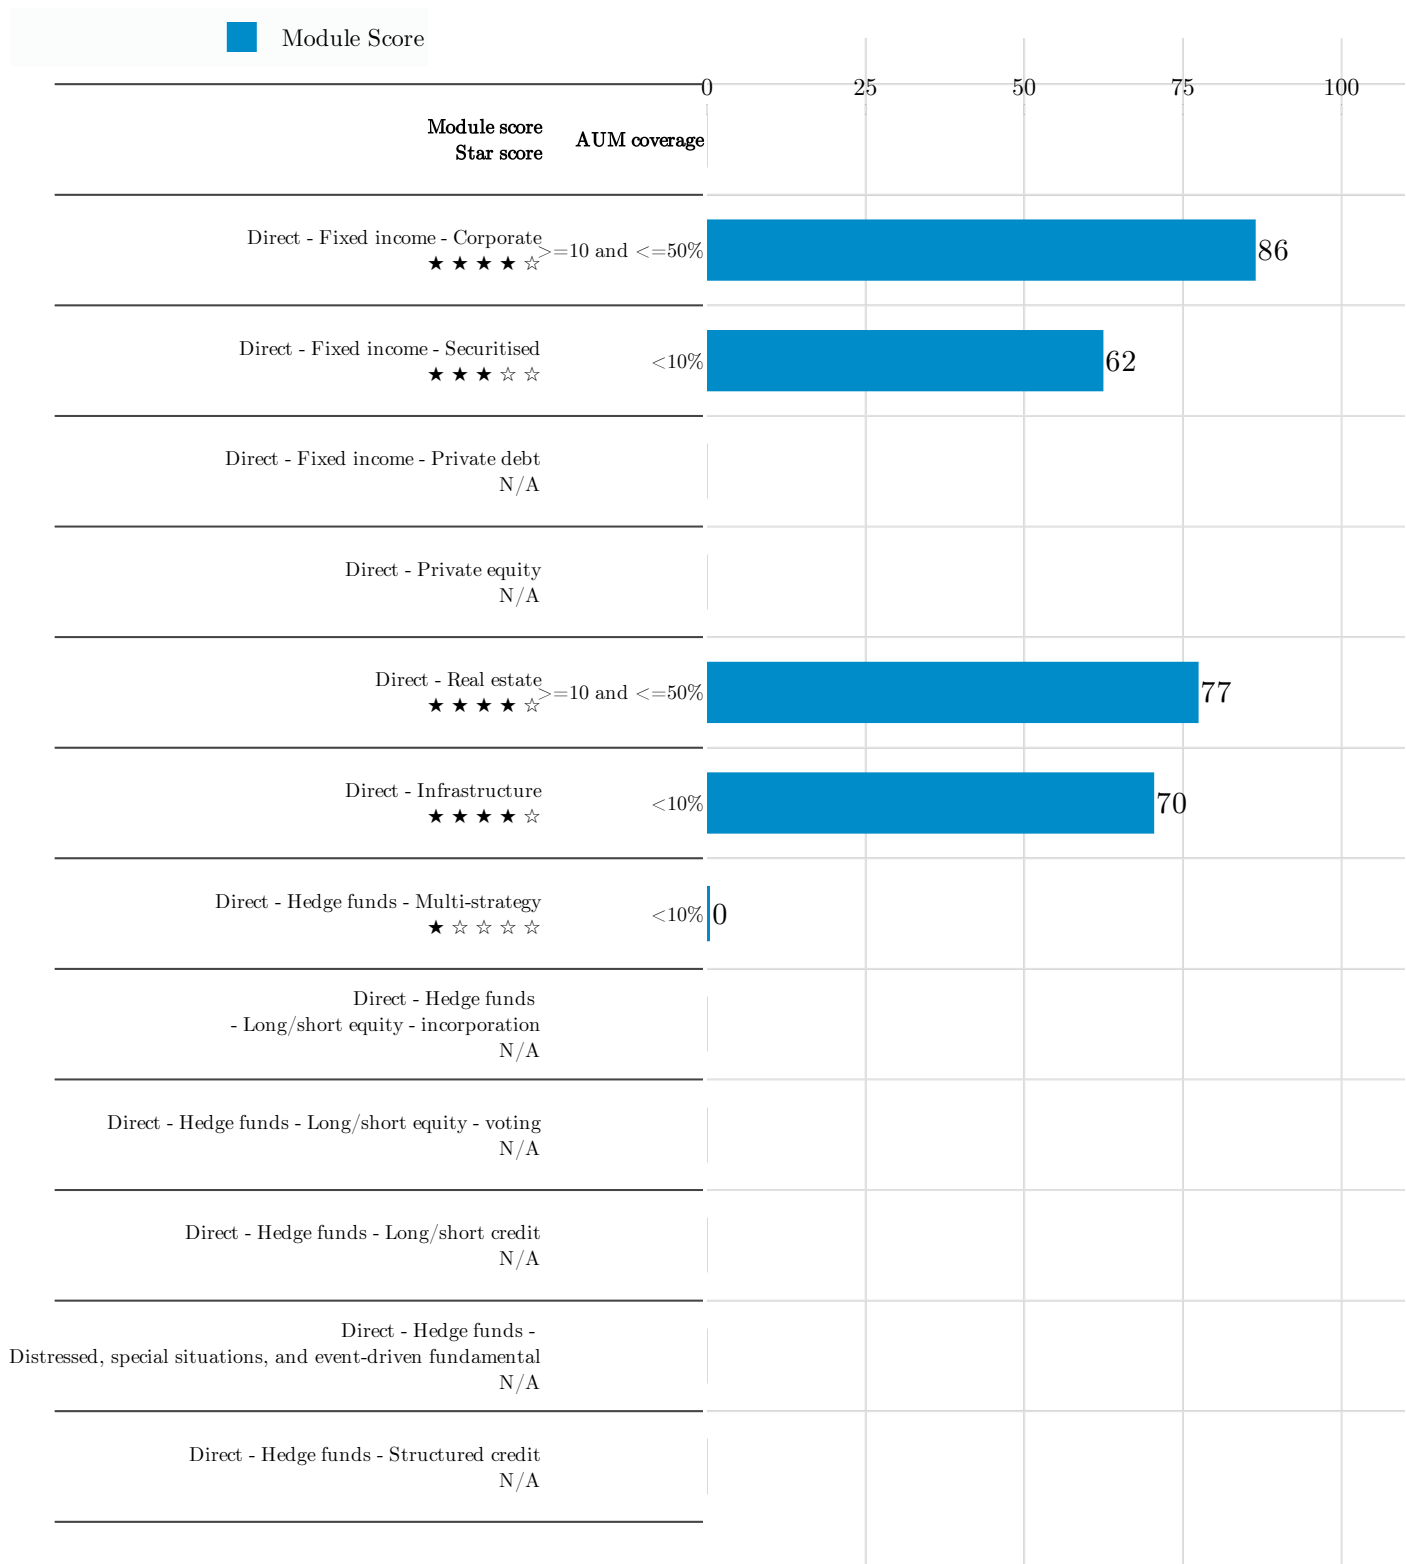 Module Score
0 25 50 75 100
Module score
Star score
AUM coverage
Direct - Fixed income - Corporate
★ ★ ★ ★ ☆
>=10 and <=50%
86
Direct - Fixed income - Securitised
★ ★ ★ ☆ ☆
<10%
62
Direct - Fixed income - Private debt
N/A
Direct - Private equity
N/A
Direct - Real estate
★ ★ ★ ★ ☆
>=10 and <=50%
77
Direct - Infrastructure
★ ★ ★ ★ ☆
<10%
70
Direct - Hedge funds - Multi-strategy
★ ☆ ☆ ☆ ☆
<10%
0
Direct - Hedge funds
- Long/short equity - incorporation
N/A
Direct - Hedge funds - Long/short equity - voting
N/A
Direct - Hedge funds - Long/short credit
N/A
Direct - Hedge funds -
Distressed, special situations, and event-driven fundamental
N/A
Direct - Hedge funds - Structured credit
N/A